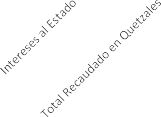 Intereses al Estado
Total Recaudado en Quetzales